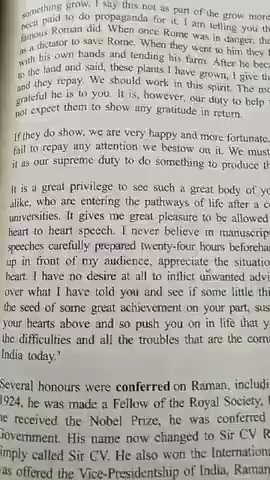 something grow. I say this not as part of the grow more
been paid to do propaganda for it. I am telling you th
famous Roman did. When once Rome was in danger, th
as a dictator to save Rome. When they went to him they
with his own hands and tending his farm. After he beca
to the land and said, these plants I have grown, I give th
and they repay. We should work in this spirit. The mo
grateful he is to you. It is, however, our duty to help
not expect them to show any gratitude in return.
If they do show, we are very happy and more fortunate.
fail to repay any attention we bestow on it. We must
it as our supreme duty to do something to produce th
It is a great privilege to see such a great body of yo
alike, who are entering the pathways of life after a co
universities. It gives me great pleasure to be allowed
heart to heart speech. I never believe in manuscrip
speeches carefully prepared twenty-four hours beforeha
up in front of my audience, appreciate the situatio
heart. I have no desire at all to inflict unwanted advi
over what I have told you and see if some little thi
the seed of some great achievement on your part, sus
your hearts above and so push you on in life that y
the difficulties and all the troubles that are the com
India today.'
Several honours were conferred on Raman, includi
1924, he was made a Fellow of the Royal Society.
he received the Nobel Prize, he was conferred
Government. His name now changed to Sir CV R
simply called Sir CV. He also won the Internationa
was offered the Vice-Presidentship of India. Raman